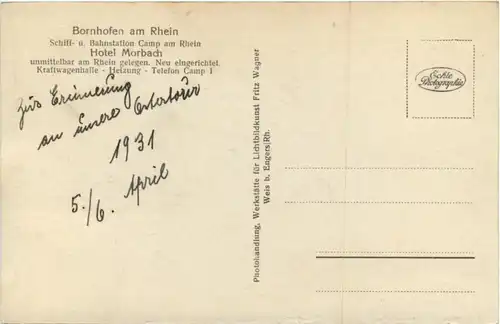 Bornhofen am Rhein
Schiff- u. Bahnstation Camp am Rhein
Hotel Morbach
unmittelbar am Rhein gelegen. Neu eingerichtet.
Kraftwagenhalle - Heizung - Telefon Camp 1
zur Erinnerung
an unsere Ostertour
1931
5./6. April
Photohandlung, Werkstätte für Lichtbildkunst Fritz Wagner
Weis b. Engers/Rh.
Echte
Photographie